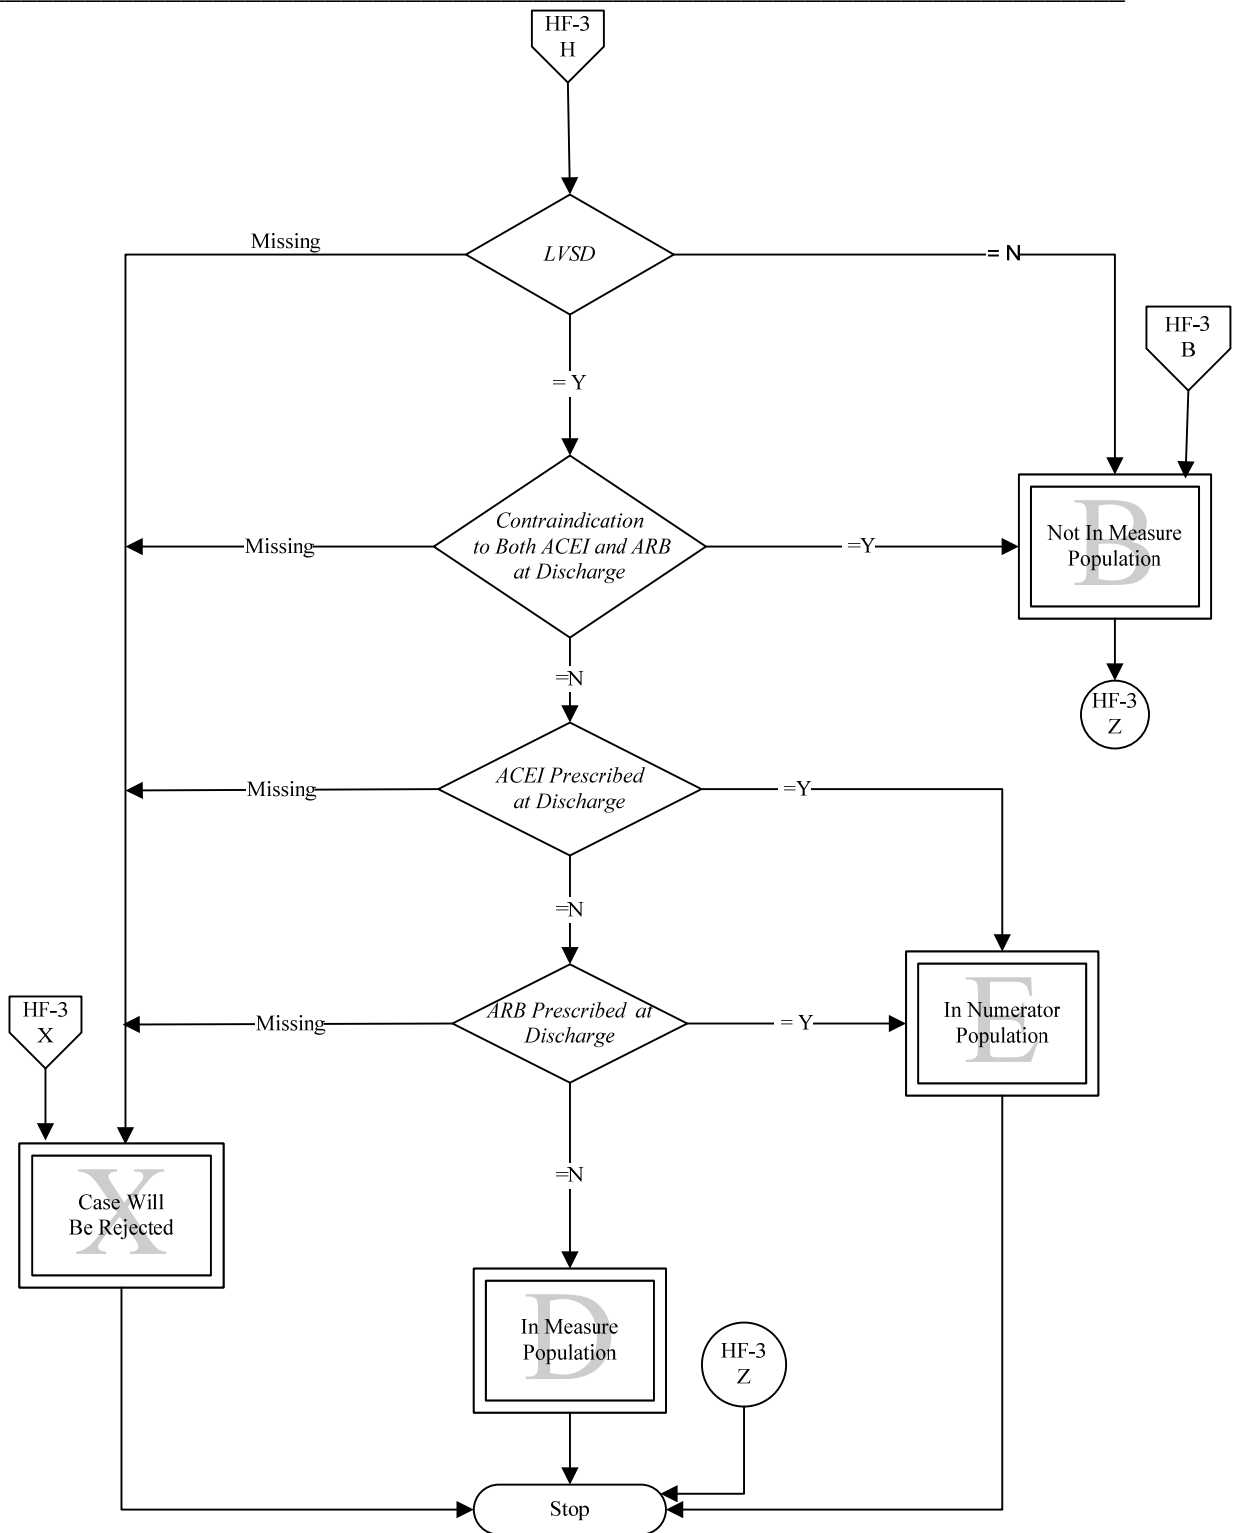 HF-3
H
Missing
LVSD
= N
HF-3
B
= Y
Contraindication
to Both ACEI and ARB
at Discharge
Missing
=Y
B
Not In Measure
Population
=N
HF-3
Z
ACEI Prescribed
at Discharge
Missing
=Y
=N
HF-3
X
Missing
ARB Prescribed at
Discharge
= Y
E
In Numerator
Population
=N
X
Case Will
Be Rejected
D
In Measure
Population
HF-3
Z
Stop